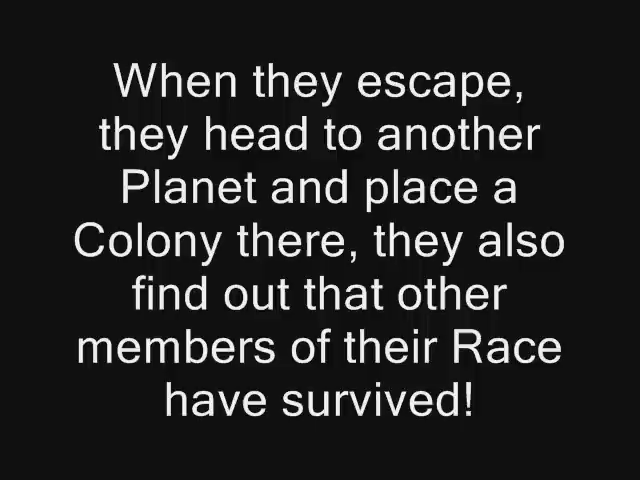 When they escape,
they head to another
Planet and place a
Colony there, they also
find out that other
members of their Race
have survived!